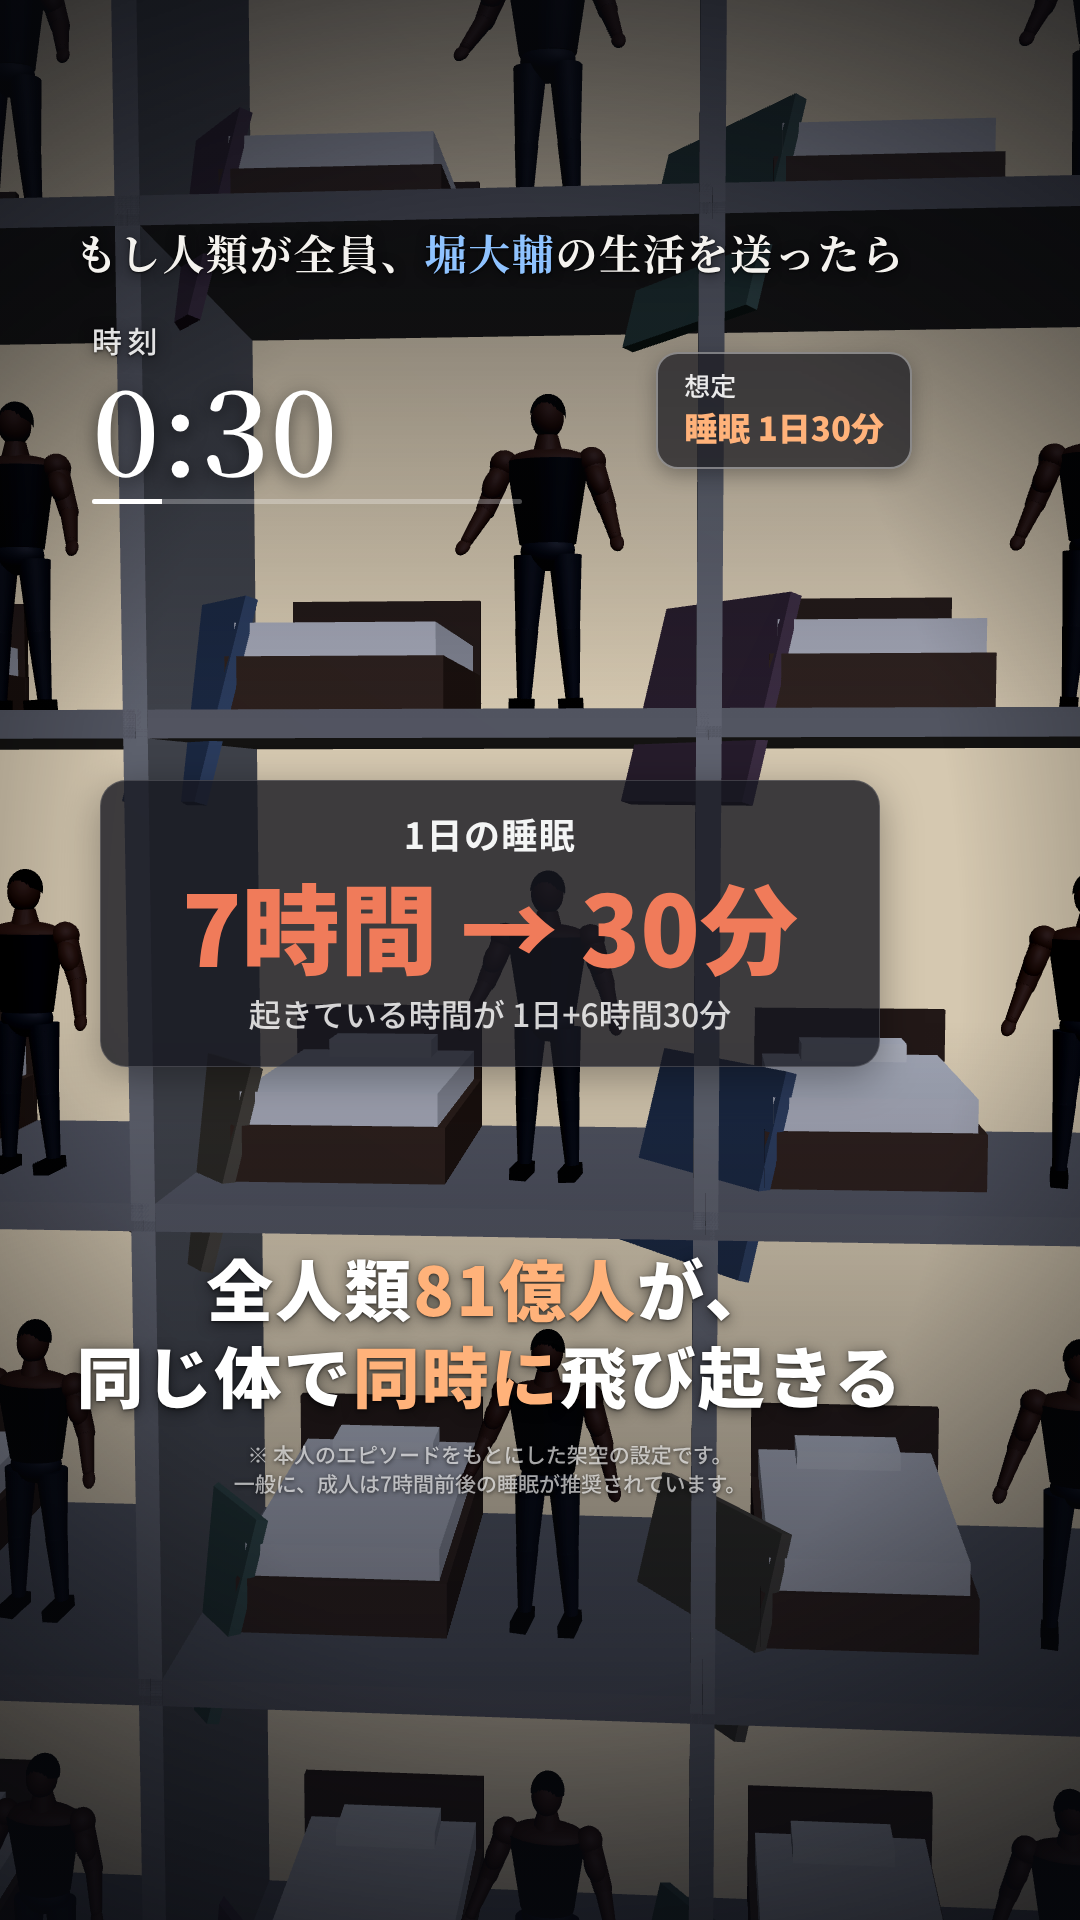 もし人類が全員、堀大輔の生活を送ったら
時刻
0:30
想定
睡眠 1日30分
1日の睡眠
7時間 → 30分
起きている時間が 1日+6時間30分
全人類81億人が、
同じ体で同時に飛び起きる
※ 本人のエピソードをもとにした架空の設定です。
一般に、成人は7時間前後の睡眠が推奨されています。